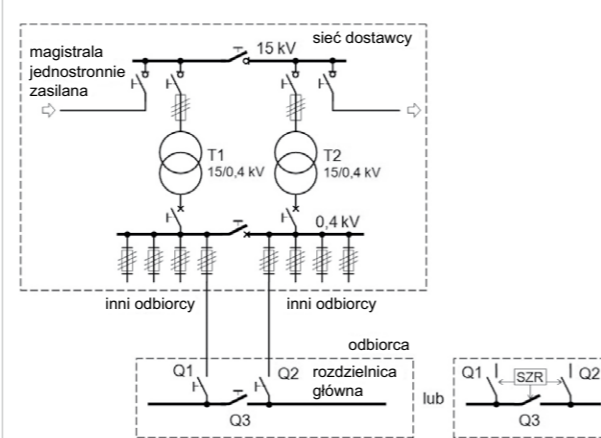 sieć dostawcy
magistrala
jednostronnie
zasilana
15 kV
T1
15/0,4 kV
T2
15/0,4 kV
0,4 kV
inni odbiorcy
inni odbiorcy
odbiorca
Q1
Q2
rozdzielnica
główna
Q3
lub
Q1
SZR
Q2
Q3